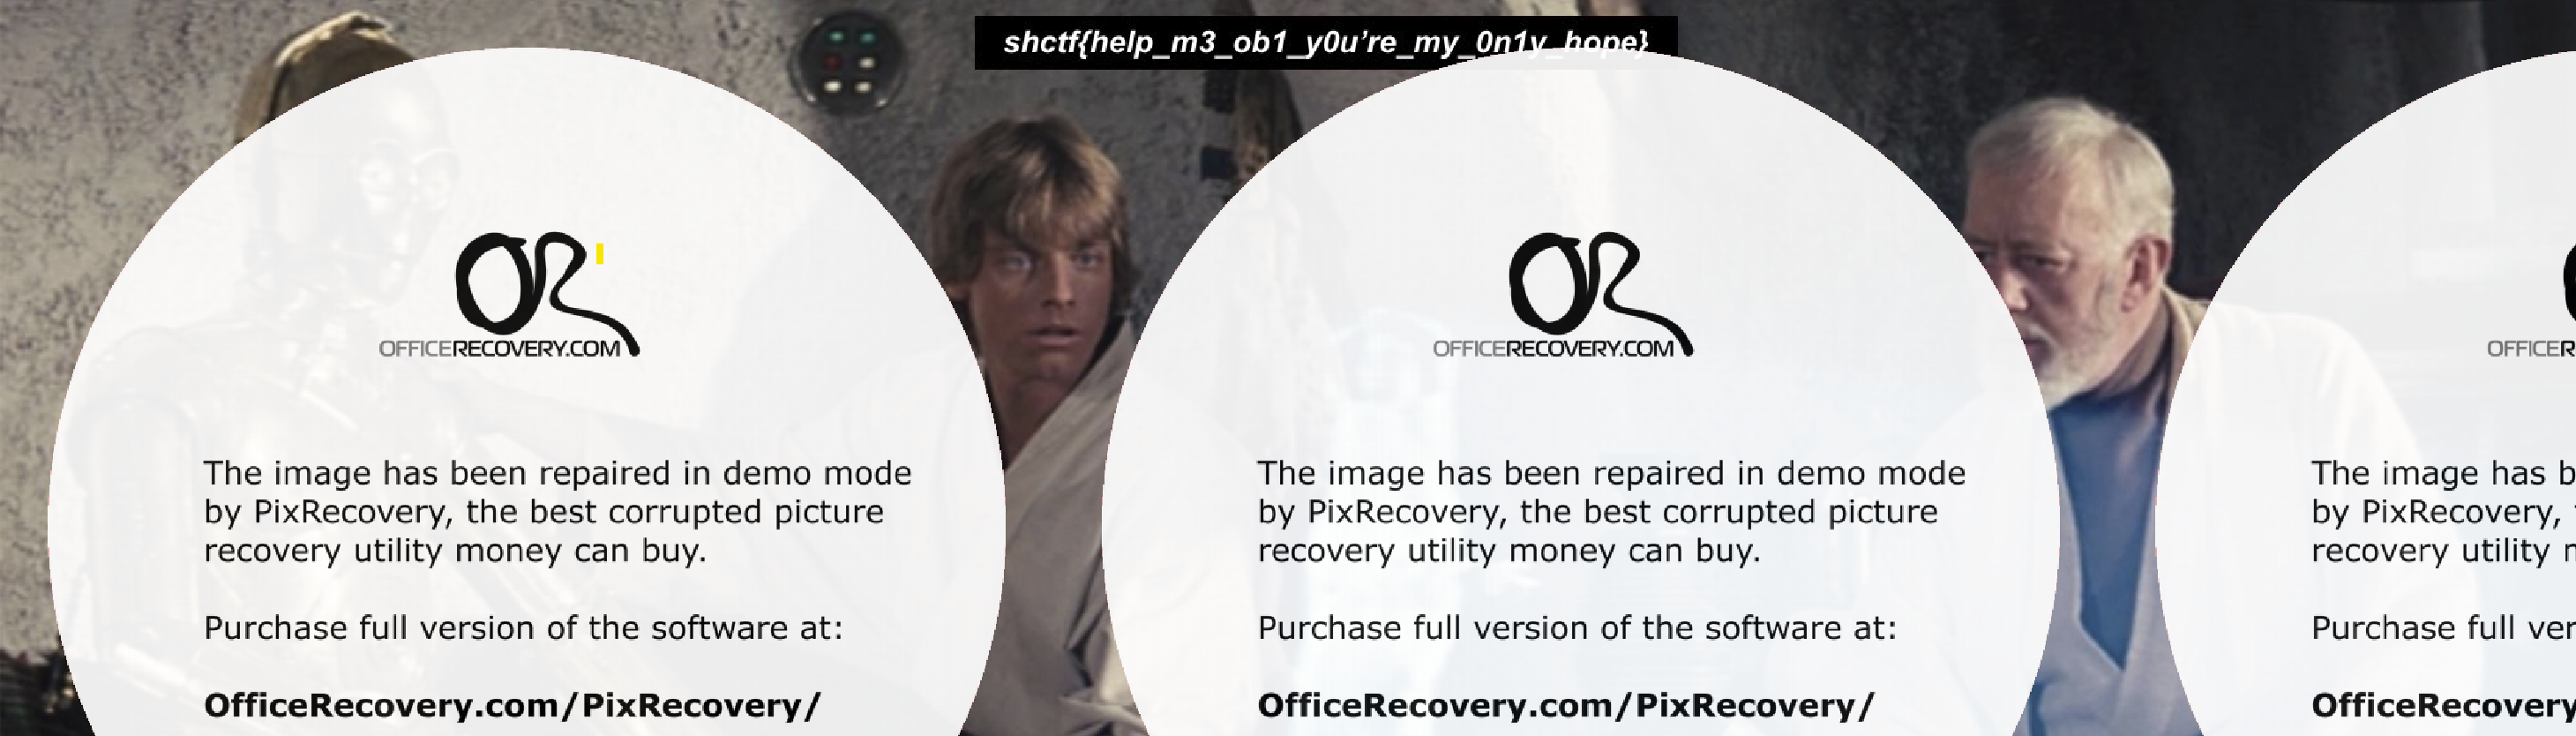 shctf{help_m3_ob1_y0u’re_my_0n1y_hope}
OFFICERECOVERY.COM
The image has been repaired in demo mode
by PixRecovery, the best corrupted picture
recovery utility money can buy.
Purchase full version of the software at:
OfficeRecovery.com/PixRecovery/
OFFICERECOVERY.COM
The image has been repaired in demo mode
by PixRecovery, the best corrupted picture
recovery utility money can buy.
Purchase full version of the software at:
OfficeRecovery.com/PixRecovery/
OFFICER
The image has b
by PixRecovery,
recovery utility
Purchase full ver
OfficeRecovery